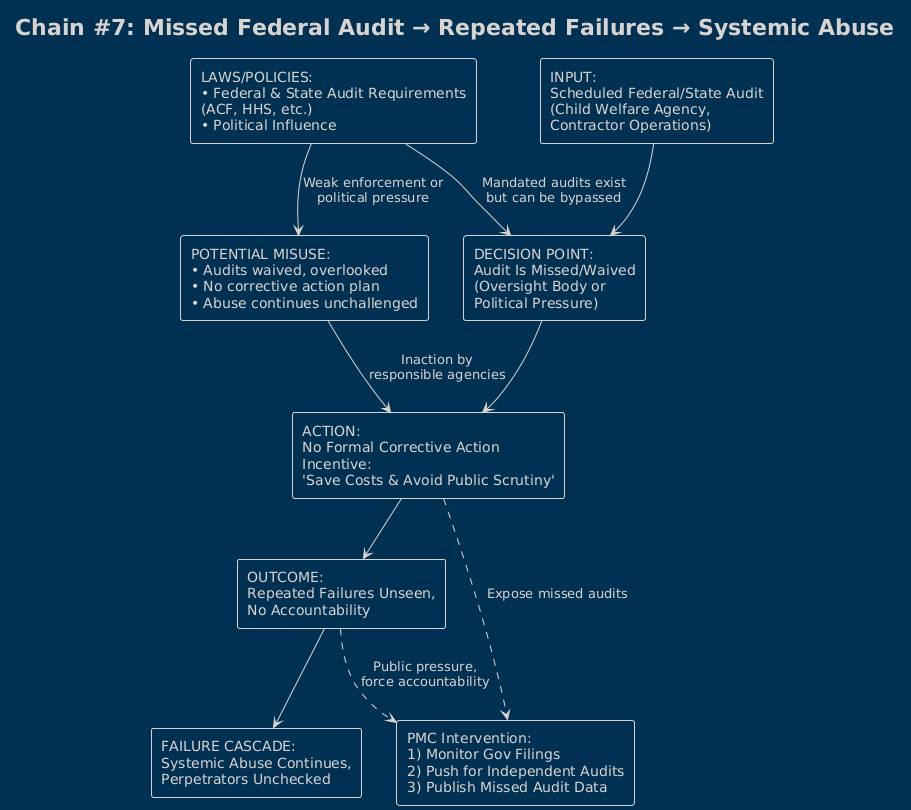 Chain #7: Missed Federal Audit → Repeated Failures → Systemic Abuse
LAWS/POLICIES:
• Federal & State Audit Requirements
(ACF, HHS, etc.)
• Political Influence
INPUT:
Scheduled Federal/State Audit
(Child Welfare Agency,
Contractor Operations)
Weak enforcement or
political pressure
Mandated audits exist
but can be bypassed
POTENTIAL MISUSE:
• Audits waived, overlooked
• No corrective action plan
• Abuse continues unchallenged
DECISION POINT:
Audit Is Missed/Waived
(Oversight Body or
Political Pressure)
Inaction by
responsible agencies
ACTION:
No Formal Corrective Action
Incentive:
'Save Costs & Avoid Public Scrutiny'
OUTCOME:
Repeated Failures Unseen,
No Accountability
Expose missed audits
Public pressure,
force accountability
FAILURE CASCADE:
Systemic Abuse Continues,
Perpetrators Unchecked
PMC Intervention:
1) Monitor Gov Filings
2) Push for Independent Audits
3) Publish Missed Audit Data